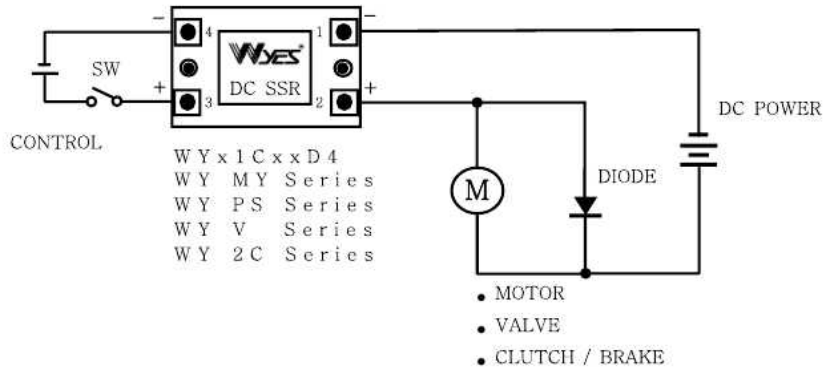 − 4 1 −
SW
WYES
DC SSR
+ 3 2 +
CONTROL
DC POWER
WYx1CxxD4
WY MY Series
WY PS Series
WY V Series
WY 2C Series
M
DIODE
• MOTOR
• VALVE
• CLUTCH / BRAKE